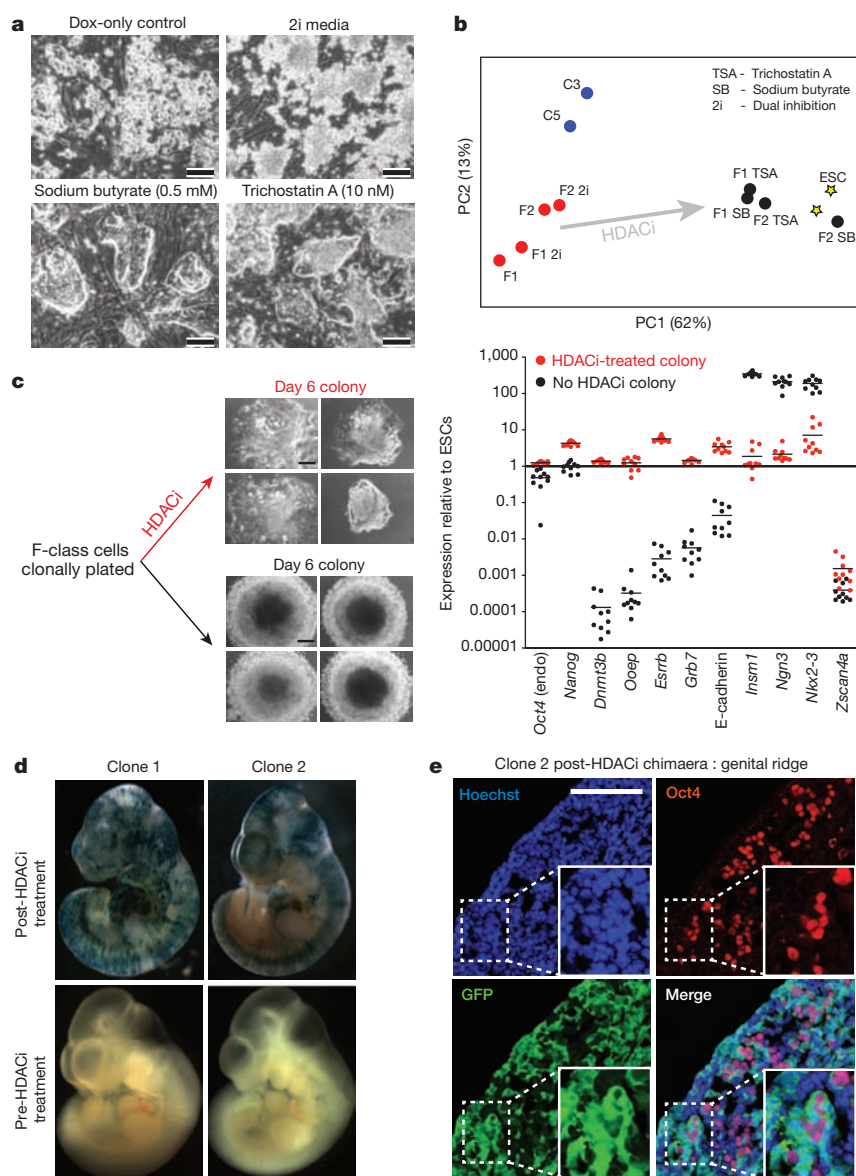 a
Dox-only control
2i media
Sodium butyrate (0.5 mM)
Trichostatin A (10 nM)
b
TSA - Trichostatin A
SB - Sodium butyrate
2i - Dual inhibition
C3
C5
F2 2i
F2
F1 2i
F1
HDACi
F1 TSA
F1 SB
F2 TSA
ESC
F2 SB
PC2 (13%)
PC1 (62%)
c
F-class cells
clonally plated
HDACi
Day 6 colony
Day 6 colony
HDACi-treated colony
No HDACi colony
Expression relative to ESCs
1,000
100
10
1
0.1
0.01
0.001
0.0001
0.00001
Oct4 (endo)
Nanog
Dnmt3b
Ooep
Esrrb
Grb7
E-cadherin
Insm1
Ngn3
Nkx2-3
Zscan4a
d
Clone 1
Clone 2
Post-HDACi
treatment
Pre-HDACi
treatment
e
Clone 2 post-HDACi chimaera : genital ridge
Hoechst
Oct4
GFP
Merge